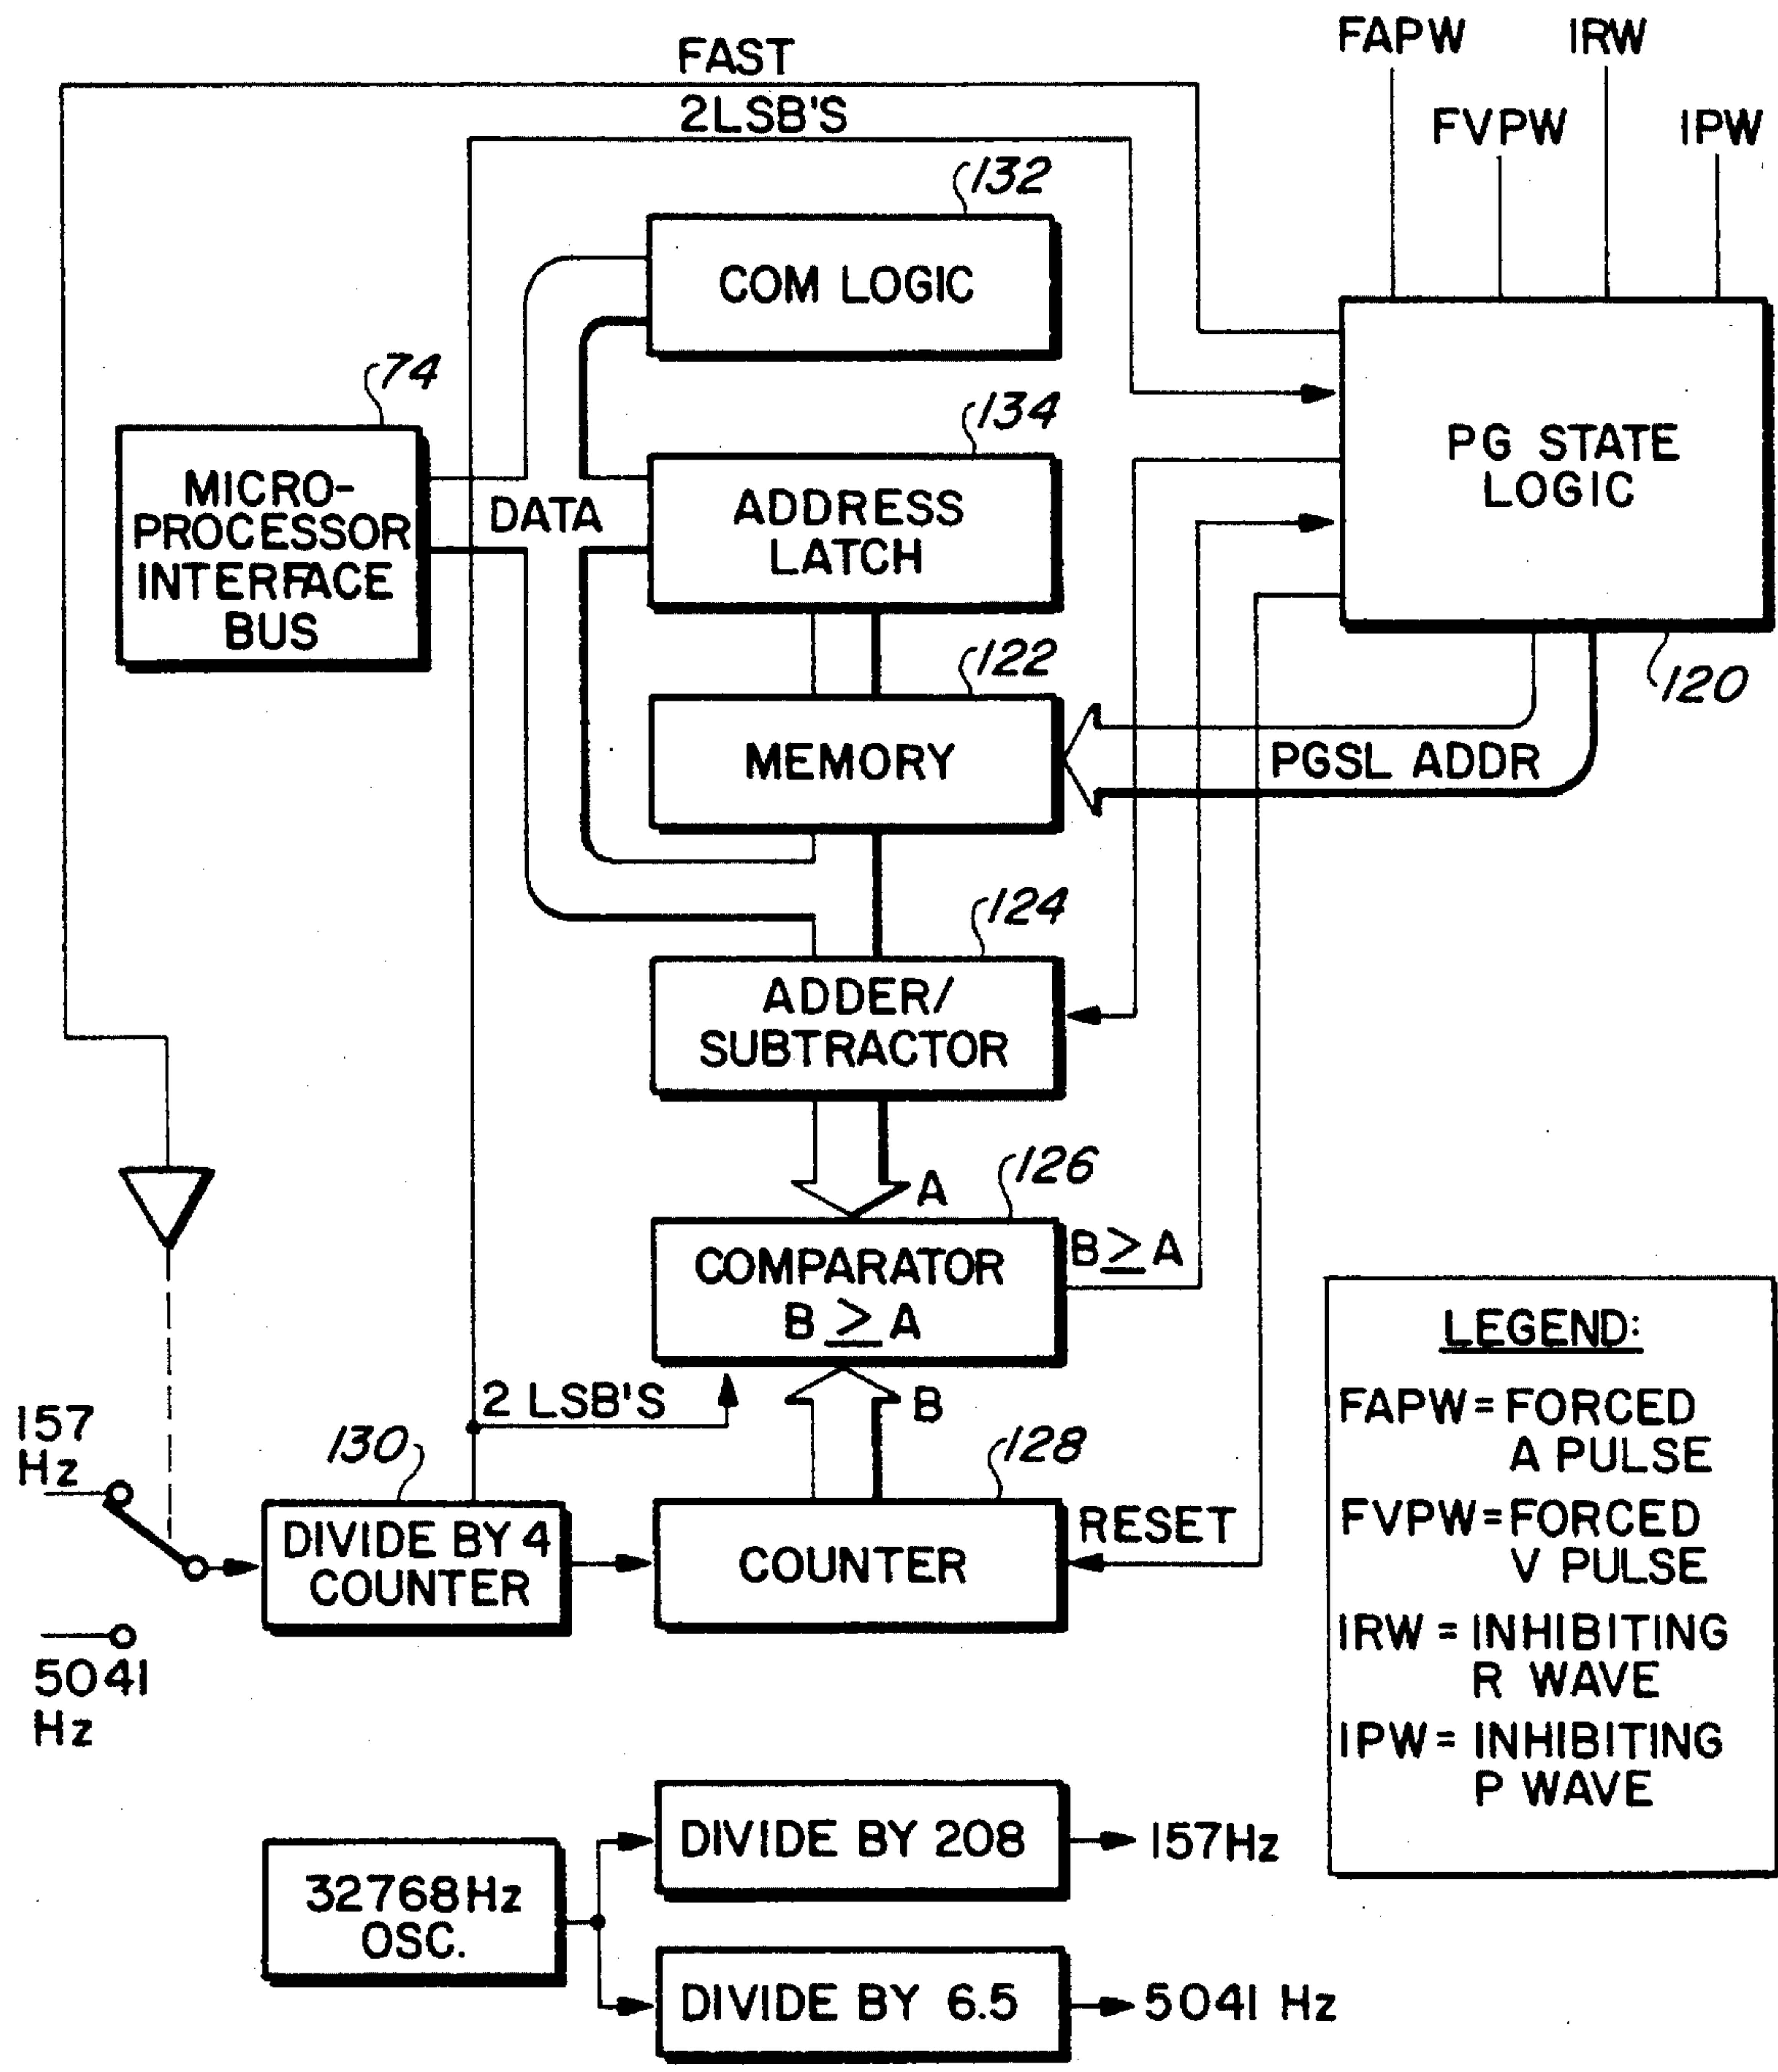 FAPW
IRW
FAST
2LSB'S
FVPW
IPW
132
COM LOGIC
74
134
MICRO-
PROCESSOR
INTERFACE
BUS
DATA
ADDRESS
LATCH
PG STATE
LOGIC
122
120
MEMORY
PGSL ADDR
124
ADDER/
SUBTRACTOR
A
126
COMPARATOR
B ≥ A
B ≥ A
2 LSB'S
B
157
Hz
130
128
DIVIDE BY 4
COUNTER
COUNTER
RESET
5041
Hz
LEGEND:
FAPW = FORCED
A PULSE
FVPW = FORCED
V PULSE
IRW = INHIBITING
R WAVE
IPW = INHIBITING
P WAVE
32768 Hz
OSC.
DIVIDE BY 208
157Hz
DIVIDE BY 6.5
5041 Hz